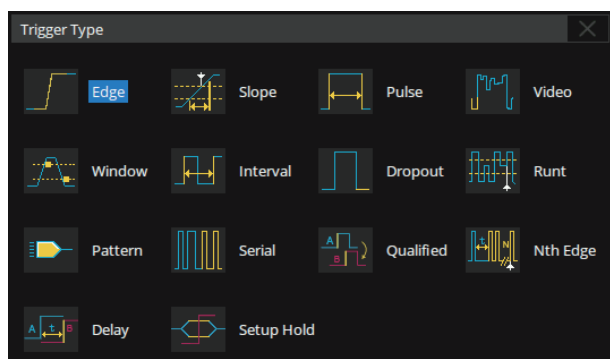 Trigger Type
Edge Slope Pulse Video
Window Interval Dropout Runt
Pattern Serial A B Qualified t N Nth Edge
A t B Delay Setup Hold